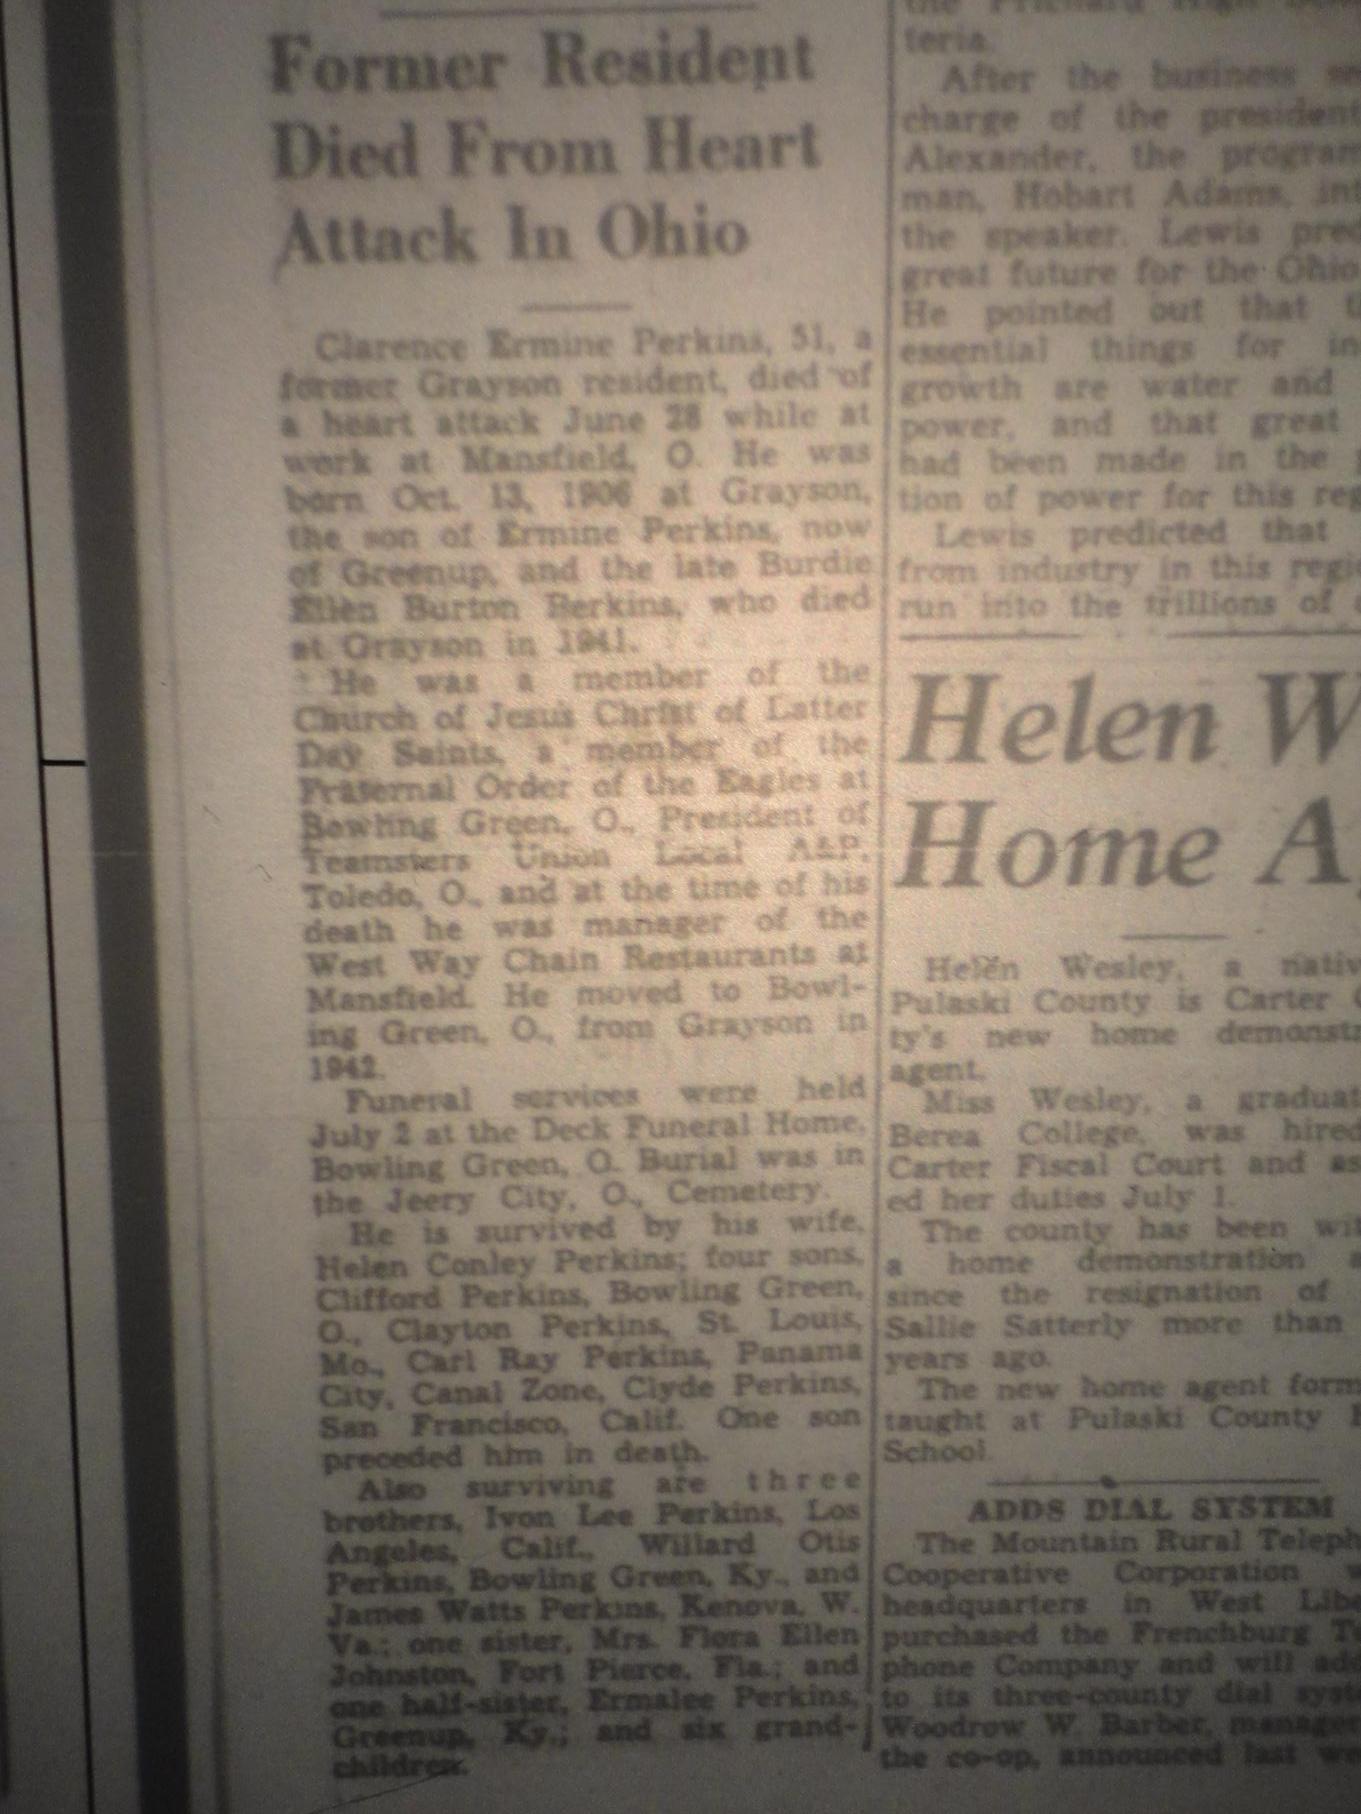 Former Resident
Died From Heart
Attack In Ohio
Clarence Ermine Perkins, 51, a
former Grayson resident, died of
a heart attack June 28 while at
work at Mansfield, O. He was
born Oct. 13, 1906 at Grayson,
the son of Ermine Perkins, now
of Greenup, and the late Burdie
Ellen Burton Perkins, who died
at Grayson in 1941.
He was a member of the
Church of Jesus Christ of Latter
Day Saints, a member of the
Fraternal Order of the Eagles at
Bowling Green, O., President of
Teamsters Union Local A&P,
Toledo, O., and at the time of his
death he was manager of the
West Way Chain Restaurants at
Mansfield. He moved to Bowl-
ing Green, O., from Grayson in
1942.
Funeral services were held
July 2 at the Deck Funeral Home,
Bowling Green, O. Burial was in
the Jeery City, O., Cemetery.
He is survived by his wife,
Helen Conley Perkins; four sons,
Clifford Perkins, Bowling Green,
O., Clayton Perkins, St. Louis,
Mo., Carl Ray Perkins, Panama
City, Canal Zone, Clyde Perkins,
San Francisco, Calif. One son
preceded him in death.
Also surviving are three
brothers, Ivon Lee Perkins, Los
Angeles, Calif., Willard Otis
Perkins, Bowling Green, Ky., and
James Watts Perkins, Kenova, W.
Va.; one sister, Mrs. Flora Ellen
Johnston, Fort Pierce, Fla.; and
one half-sister, Ermalee Perkins,
Greenup, Ky.; and six grand-
children.
the Prichard High
teria.
After the business
charge of the president
Alexander, the program
man, Hobart Adams,
the speaker. Lewis
great future for the Ohio
He pointed out that
essential things for
growth are water and
power, and that great
had been made in the
tion of power for this
Lewis predicted that
from industry in this
run into the trillions of
Helen W
Home A
Helen Wesley, a
Pulaski County is Carter
ty's new home
agent.
Miss Wesley, a
Berea College, was hired
Carter Fiscal Court and
ed her duties July 1.
The county has been
a home demonstration
since the resignation of
Sallie Satterly more than
years ago.
The new home agent
taught at Pulaski County
School.
ADDS DIAL SYSTEM
The Mountain Rural
Cooperative Corporation
headquarters in West
purchased the Frenchburg
phone Company and will
to its three-county dial
Woodrow W. Barber,
the co-op, announced last